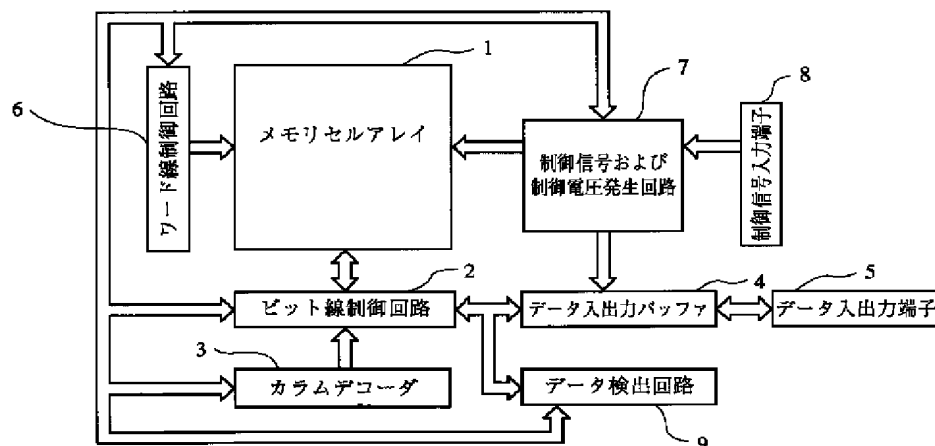 1
7
8
6
ワード線制御回路
メモリセルアレイ
制御信号および
制御電圧発生回路
制御信号入力端子
2
4
5
ビット線制御回路
データ入出力バッファ
データ入出力端子
3
カラムデコーダ
データ検出回路
9